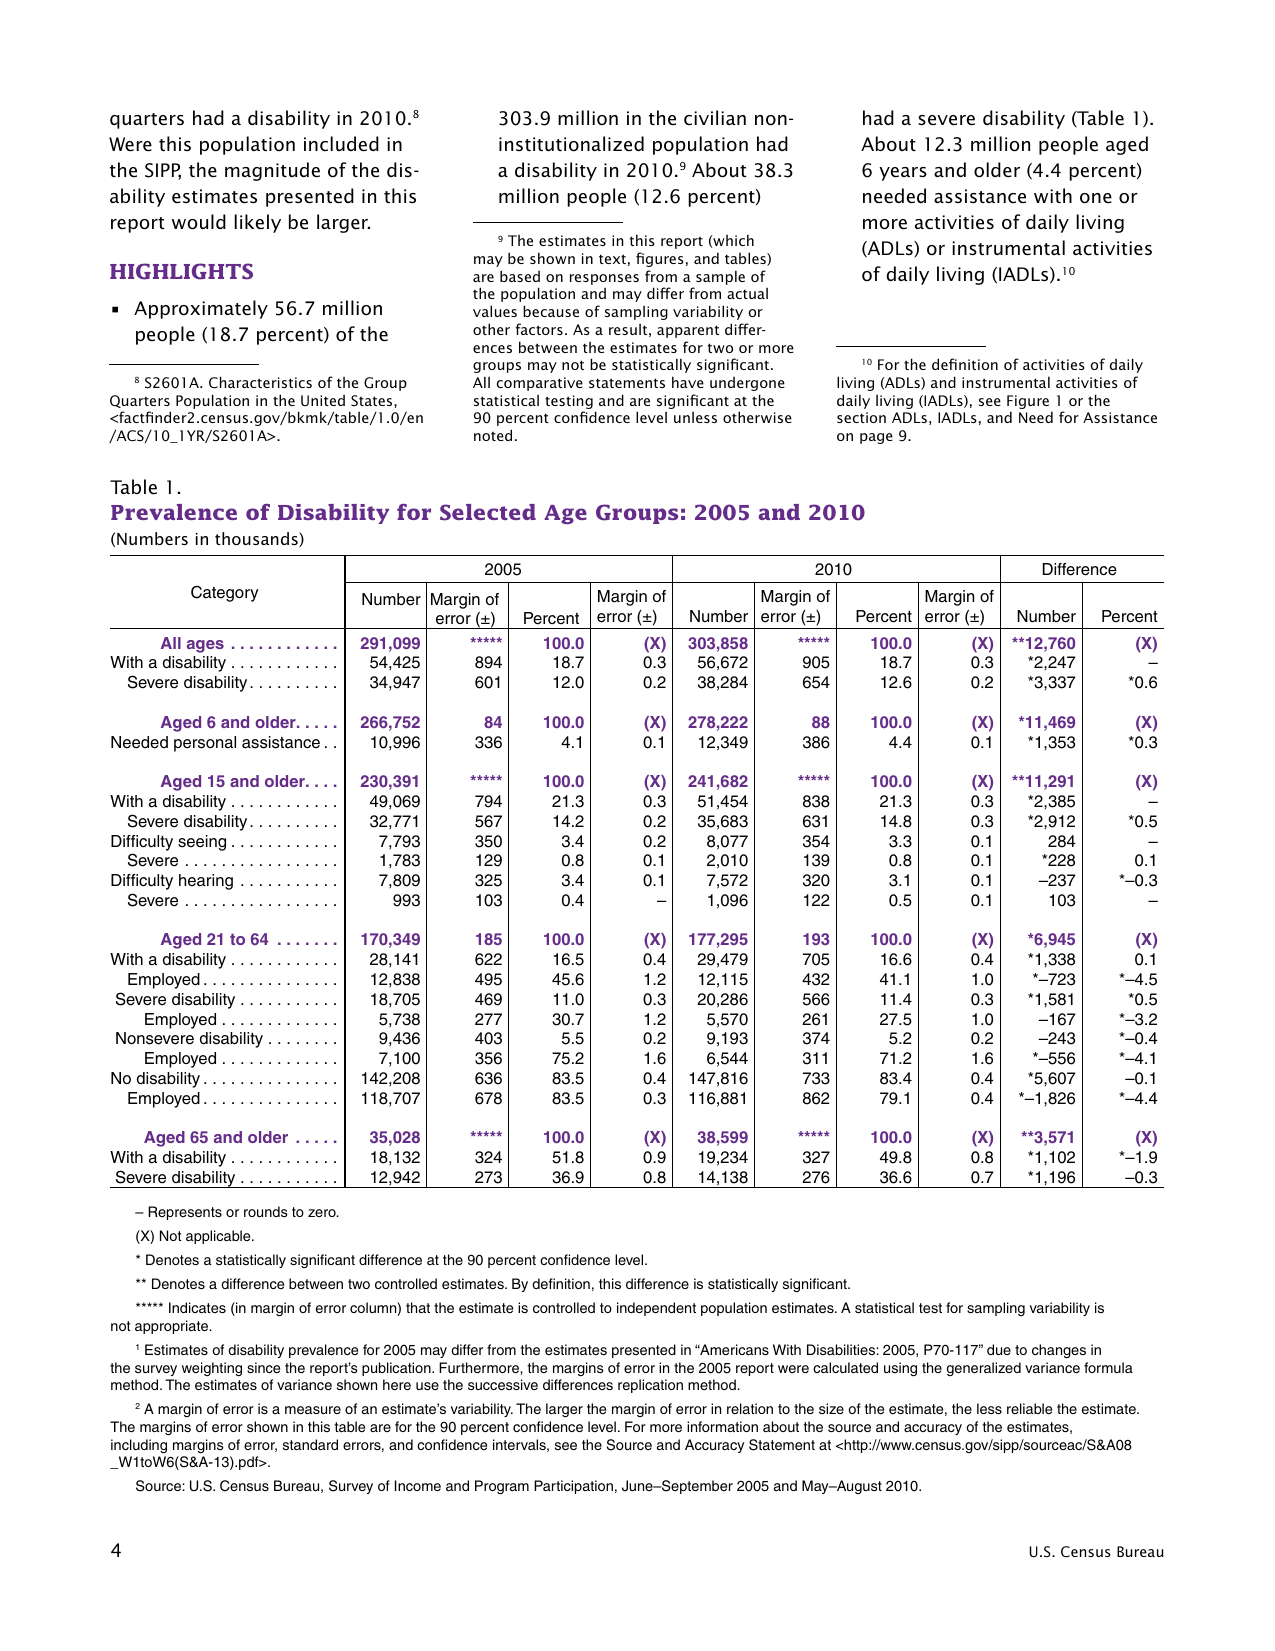 quarters had a disability in 2010.8
Were this population included in
the SIPP, the magnitude of the dis-
ability estimates presented in this
report would likely be larger.
HIGHLIGHTS
▪ Approximately 56.7 million
people (18.7 percent) of the
8 S2601A. Characteristics of the Group
Quarters Population in the United States,
<factfinder2.census.gov/bkmk/table/1.0/en
/ACS/10_1YR/S2601A>.
303.9 million in the civilian non-
institutionalized population had
a disability in 2010.9 About 38.3
million people (12.6 percent)
9 The estimates in this report (which
may be shown in text, figures, and tables)
are based on responses from a sample of
the population and may differ from actual
values because of sampling variability or
other factors. As a result, apparent differ-
ences between the estimates for two or more
groups may not be statistically significant.
All comparative statements have undergone
statistical testing and are significant at the
90 percent confidence level unless otherwise
noted.
had a severe disability (Table 1).
About 12.3 million people aged
6 years and older (4.4 percent)
needed assistance with one or
more activities of daily living
(ADLs) or instrumental activities
of daily living (IADLs).10
10 For the definition of activities of daily
living (ADLs) and instrumental activities of
daily living (IADLs), see Figure 1 or the
section ADLs, IADLs, and Need for Assistance
on page 9.
Table 1.
Prevalence of Disability for Selected Age Groups: 2005 and 2010
(Numbers in thousands)
Category 2005 2010 Difference
Number Margin of error (±) Percent Margin of error (±) Number Margin of error (±) Percent Margin of error (±) Number Percent
All ages . . . . . . . . . . . . 291,099 ***** 100.0 (X) 303,858 ***** 100.0 (X) **12,760 (X)
With a disability . . . . . . . . . . . . 54,425 894 18.7 0.3 56,672 905 18.7 0.3 *2,247 –
Severe disability. . . . . . . . . . 34,947 601 12.0 0.2 38,284 654 12.6 0.2 *3,337 *0.6
Aged 6 and older. . . . . 266,752 84 100.0 (X) 278,222 88 100.0 (X) *11,469 (X)
Needed personal assistance . . 10,996 336 4.1 0.1 12,349 386 4.4 0.1 *1,353 *0.3
Aged 15 and older. . . . 230,391 ***** 100.0 (X) 241,682 ***** 100.0 (X) **11,291 (X)
With a disability . . . . . . . . . . . . 49,069 794 21.3 0.3 51,454 838 21.3 0.3 *2,385 –
Severe disability. . . . . . . . . . 32,771 567 14.2 0.2 35,683 631 14.8 0.3 *2,912 *0.5
Difficulty seeing . . . . . . . . . . . . 7,793 350 3.4 0.2 8,077 354 3.3 0.1 284 –
Severe . . . . . . . . . . . . . . . . . 1,783 129 0.8 0.1 2,010 139 0.8 0.1 *228 0.1
Difficulty hearing . . . . . . . . . . . 7,809 325 3.4 0.1 7,572 320 3.1 0.1 –237 *–0.3
Severe . . . . . . . . . . . . . . . . . 993 103 0.4 – 1,096 122 0.5 0.1 103 –
Aged 21 to 64 . . . . . . . 170,349 185 100.0 (X) 177,295 193 100.0 (X) *6,945 (X)
With a disability . . . . . . . . . . . . 28,141 622 16.5 0.4 29,479 705 16.6 0.4 *1,338 0.1
Employed. . . . . . . . . . . . . . . 12,838 495 45.6 1.2 12,115 432 41.1 1.0 *–723 *–4.5
Severe disability . . . . . . . . . . . 18,705 469 11.0 0.3 20,286 566 11.4 0.3 *1,581 *0.5
Employed . . . . . . . . . . . . . 5,738 277 30.7 1.2 5,570 261 27.5 1.0 –167 *–3.2
Nonsevere disability . . . . . . . . 9,436 403 5.5 0.2 9,193 374 5.2 0.2 –243 *–0.4
Employed . . . . . . . . . . . . . 7,100 356 75.2 1.6 6,544 311 71.2 1.6 *–556 *–4.1
No disability. . . . . . . . . . . . . . . 142,208 636 83.5 0.4 147,816 733 83.4 0.4 *5,607 –0.1
Employed. . . . . . . . . . . . . . . 118,707 678 83.5 0.3 116,881 862 79.1 0.4 *–1,826 *–4.4
Aged 65 and older . . . . . 35,028 ***** 100.0 (X) 38,599 ***** 100.0 (X) **3,571 (X)
With a disability . . . . . . . . . . . . 18,132 324 51.8 0.9 19,234 327 49.8 0.8 *1,102 *–1.9
Severe disability . . . . . . . . . . . 12,942 273 36.9 0.8 14,138 276 36.6 0.7 *1,196 –0.3
– Represents or rounds to zero.
(X) Not applicable.
* Denotes a statistically significant difference at the 90 percent confidence level.
** Denotes a difference between two controlled estimates. By definition, this difference is statistically significant.
***** Indicates (in margin of error column) that the estimate is controlled to independent population estimates. A statistical test for sampling variability is
not appropriate.
1 Estimates of disability prevalence for 2005 may differ from the estimates presented in “Americans With Disabilities: 2005, P70-117” due to changes in
the survey weighting since the report’s publication. Furthermore, the margins of error in the 2005 report were calculated using the generalized variance formula
method. The estimates of variance shown here use the successive differences replication method.
2 A margin of error is a measure of an estimate’s variability. The larger the margin of error in relation to the size of the estimate, the less reliable the estimate.
The margins of error shown in this table are for the 90 percent confidence level. For more information about the source and accuracy of the estimates,
including margins of error, standard errors, and confidence intervals, see the Source and Accuracy Statement at <http://www.census.gov/sipp/sourceac/S&A08
_W1toW6(S&A-13).pdf>.
Source: U.S. Census Bureau, Survey of Income and Program Participation, June–September 2005 and May–August 2010.
4
U.S. Census Bureau